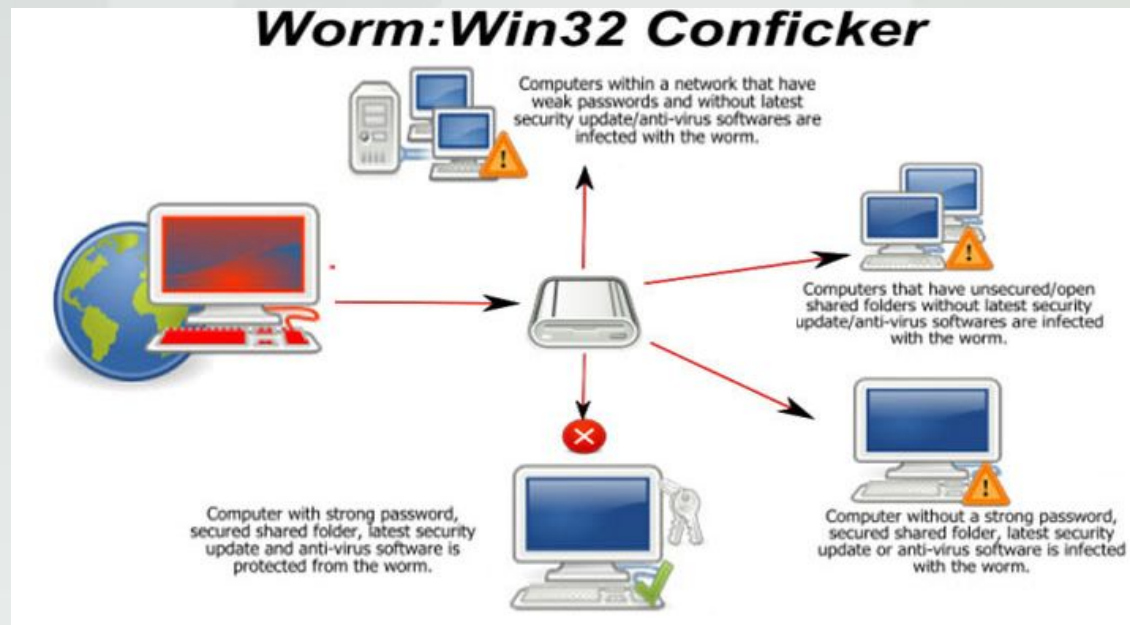 Worm:Win32 Conficker
Computers within a network that have
weak passwords and without latest
security update/anti-virus softwares are
infected with the worm.
Computers that have unsecured/open
shared folders without latest security
update/anti-virus softwares are infected
with the worm.
Computer with strong password,
secured shared folder, latest security
update and anti-virus software is
protected from the worm.
Computer without a strong password,
secured shared folder, latest security
update or anti-virus software is infected
with the worm.